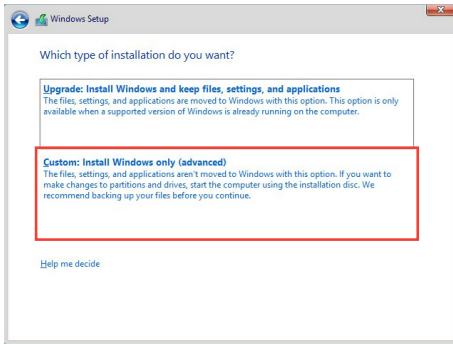 Windows Setup
Which type of installation do you want?
Upgrade: Install Windows and keep files, settings, and applications
The files, settings, and applications are moved to Windows with this option. This option is only
available when a supported version of Windows is already running on the computer.
Custom: Install Windows only (advanced)
The files, settings, and applications aren't moved to Windows with this option. If you want to
make changes to partitions and drives, start the computer using the installation disc. We
recommend backing up your files before you continue.
Help me decide